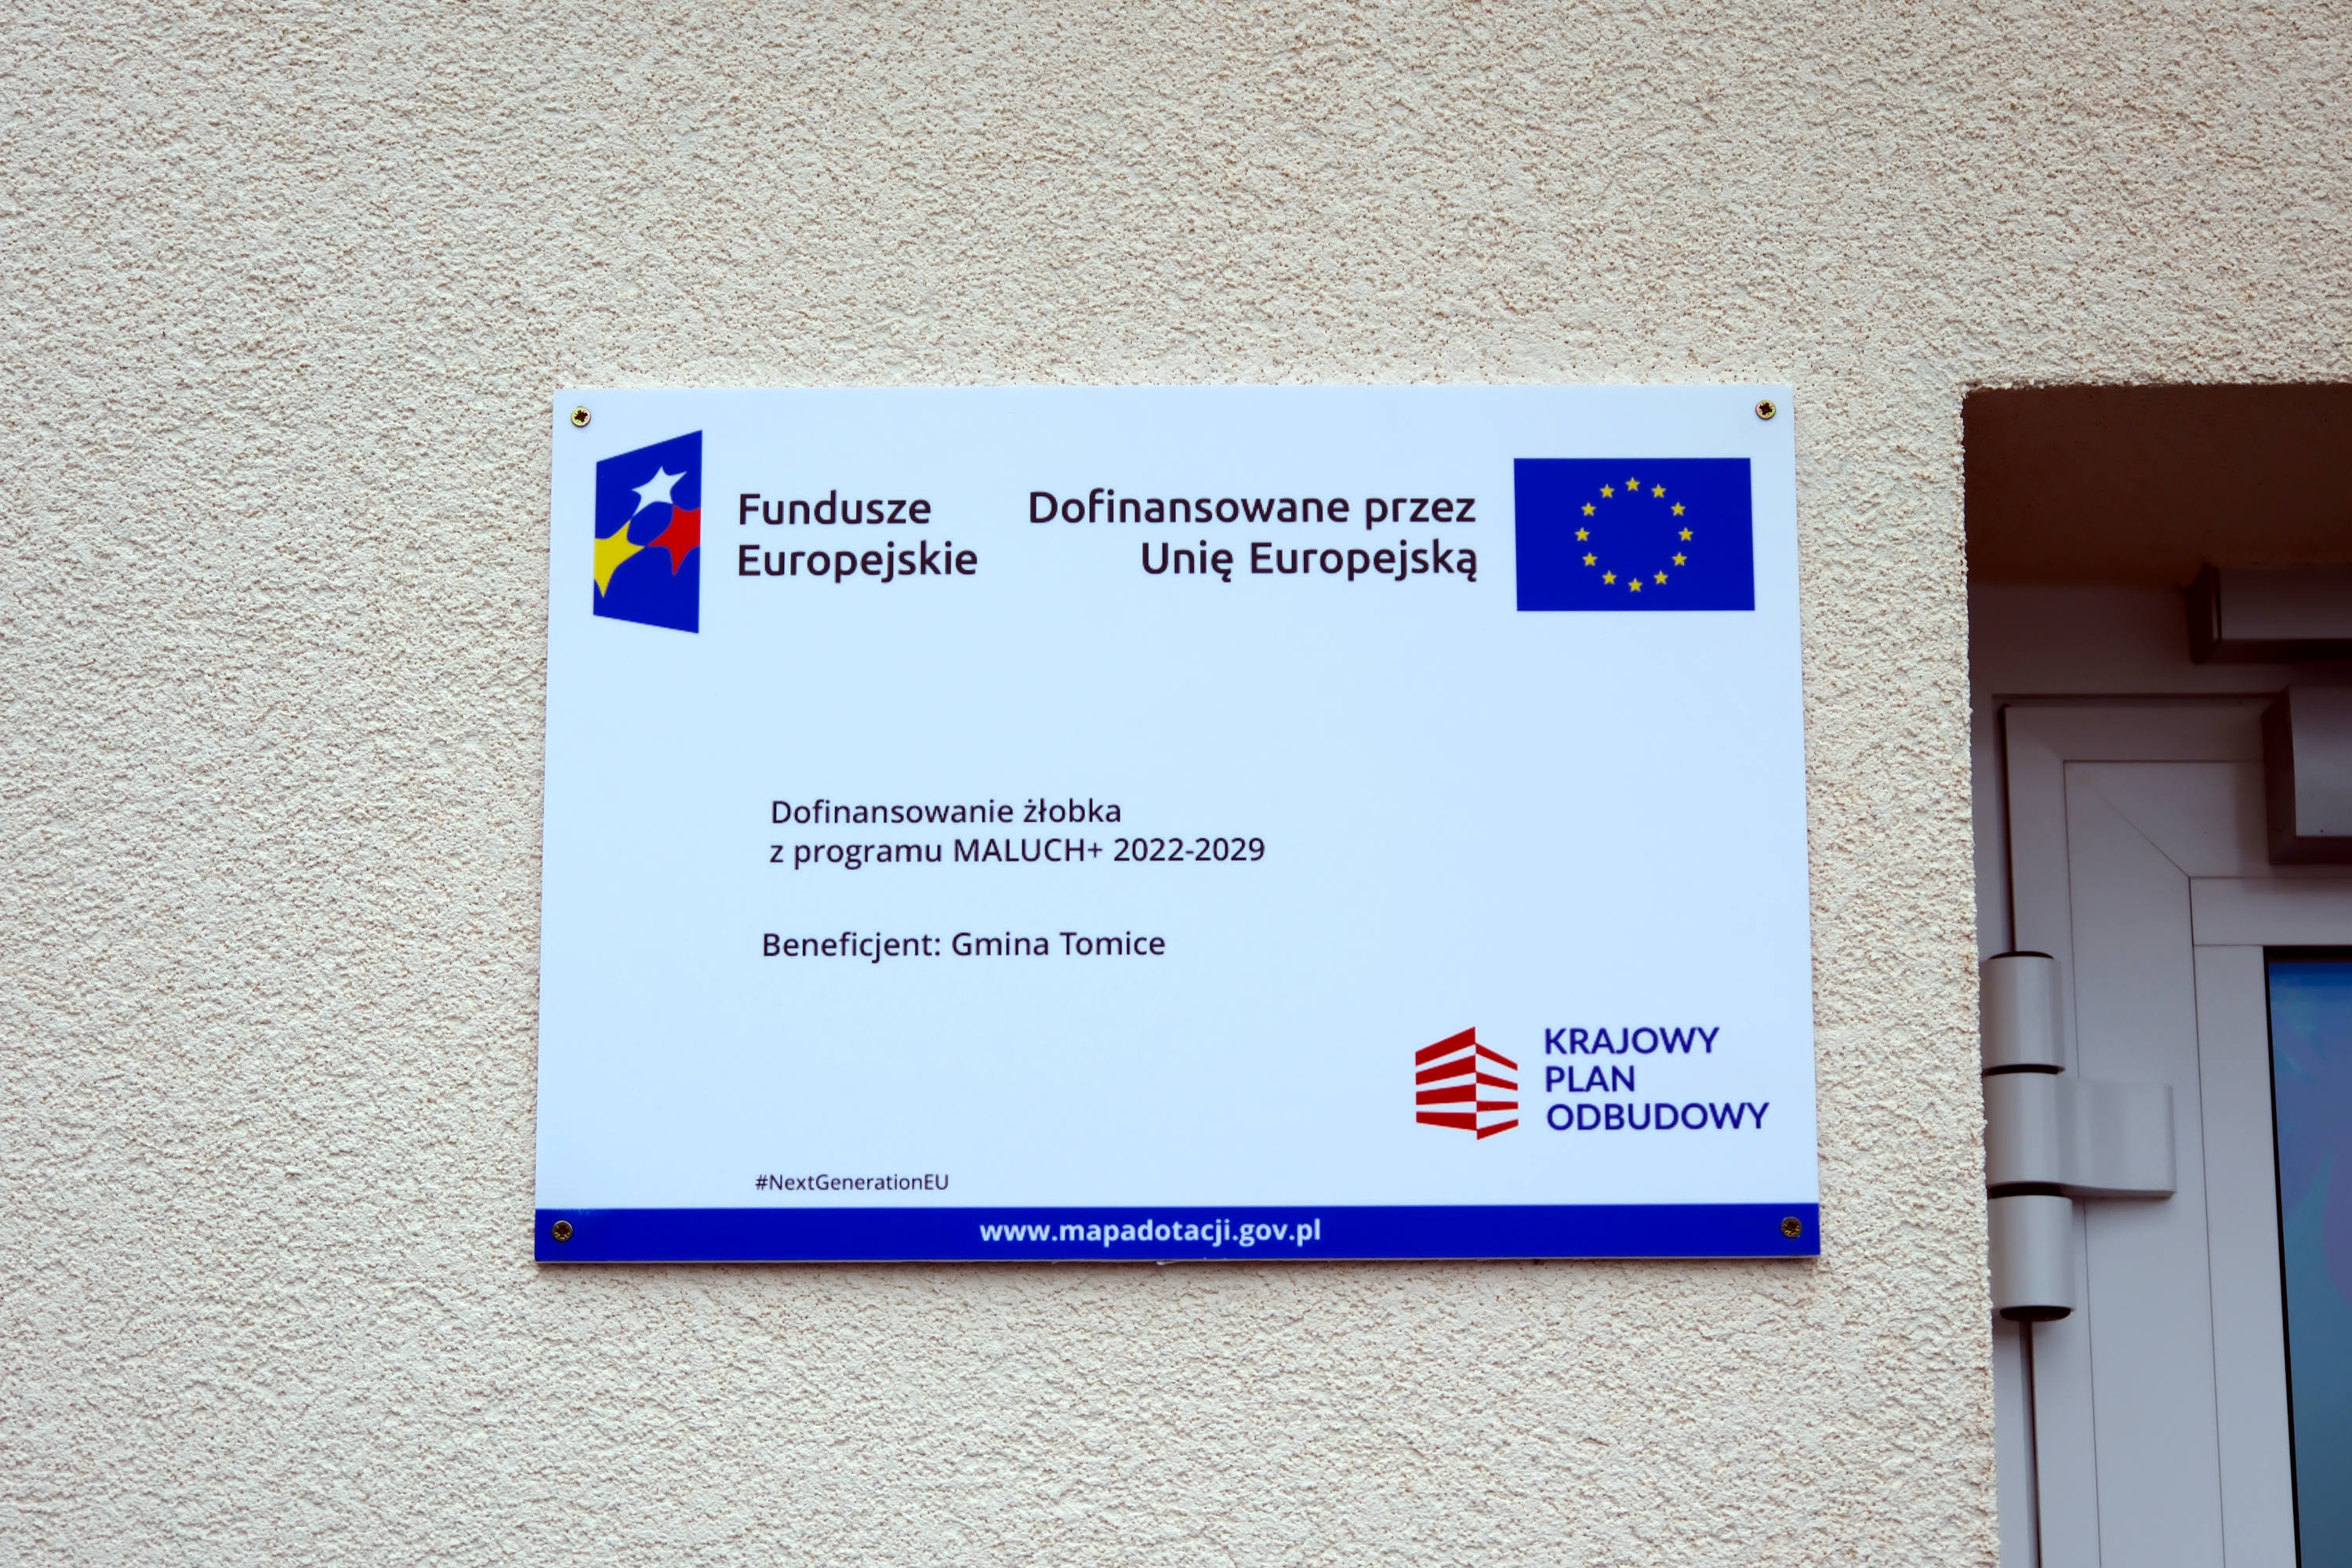 Fundusze
Europejskie
Dofinansowane przez
Unię Europejską
Dofinansowanie żłobka
z programu MALUCH+ 2022-2029
Beneficjent: Gmina Tomice
KRAJOWY
PLAN
ODBUDOWY
#NextGenerationEU
www.mapadotacji.gov.pl